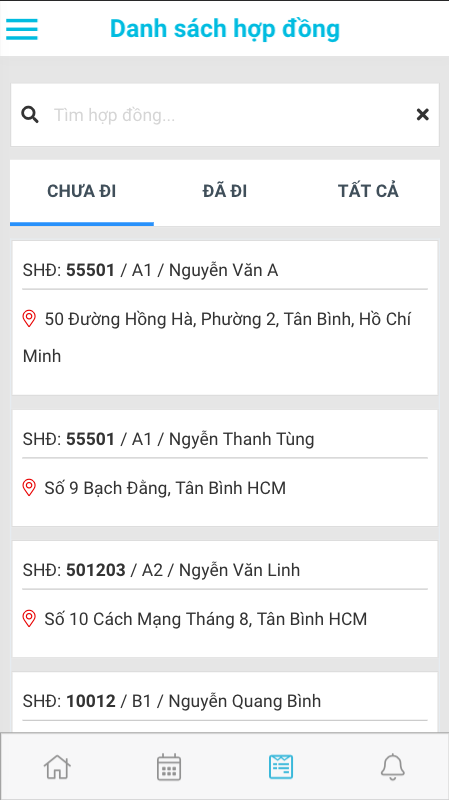 Danh sách hợp đồng
Tìm hợp đồng...
CHƯA ĐI
ĐÃ ĐI
TẤT CẢ
SHĐ: 55501 / A1 / Nguyễn Văn A
50 Đường Hồng Hà, Phường 2, Tân Bình, Hồ Chí
Minh
SHĐ: 55501 / A1 / Ngyễn Thanh Tùng
Số 9 Bạch Đằng, Tân Bình HCM
SHĐ: 501203 / A2 / Ngyễn Văn Linh
Số 10 Cách Mạng Tháng 8, Tân Bình HCM
SHĐ: 10012 / B1 / Nguyễn Quang Bình